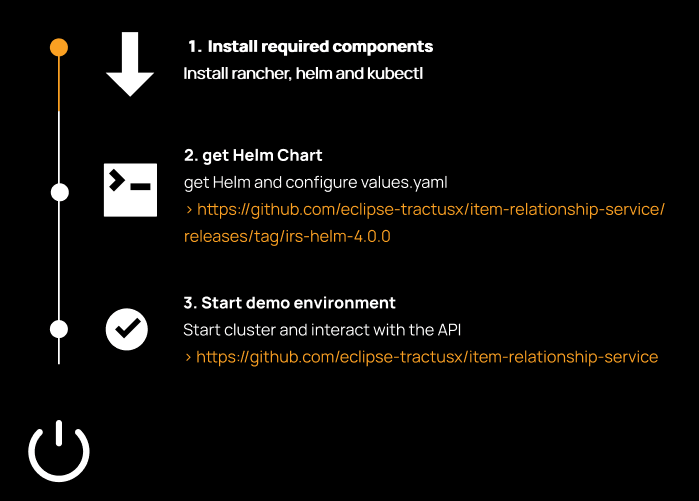 1. Install required components
Install rancher, helm and kubectl
2. get Helm Chart
get Helm and configure values.yaml
> https://github.com/eclipse-tractusx/item-relationship-service/
releases/tag/irs-helm-4.0.0
3. Start demo environment
Start cluster and interact with the API
> https://github.com/eclipse-tractusx/item-relationship-service